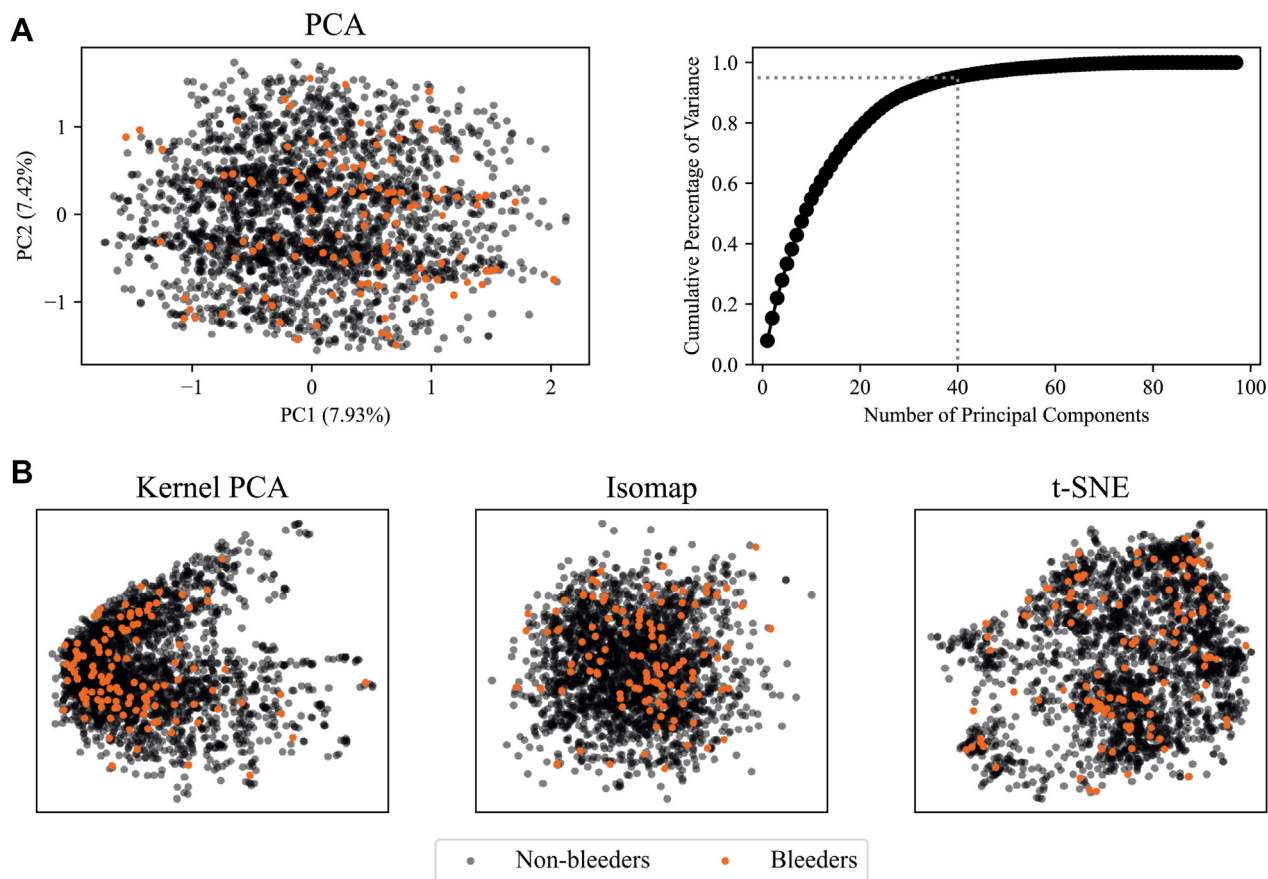 A
PCA
1
0
−1
PC2 (7.42%)
−1
0
1
2
PC1 (7.93%)
1.0
0.8
0.6
0.4
0.2
0.0
Cumulative Percentage of Variance
0
20
40
60
80
100
Number of Principal Components
B
Kernel PCA
Isomap
t-SNE
Non-bleeders
Bleeders